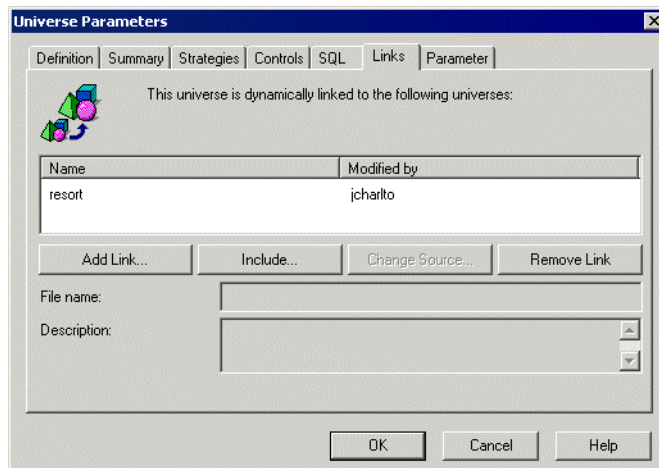 Universe Parameters
Definition Summary Strategies Controls SQL Links Parameter
This universe is dynamically linked to the following universes:
Name Modified by
resort jcharlto
Add Link... Include... Change Source... Remove Link
File name:
Description:
OK Cancel Help